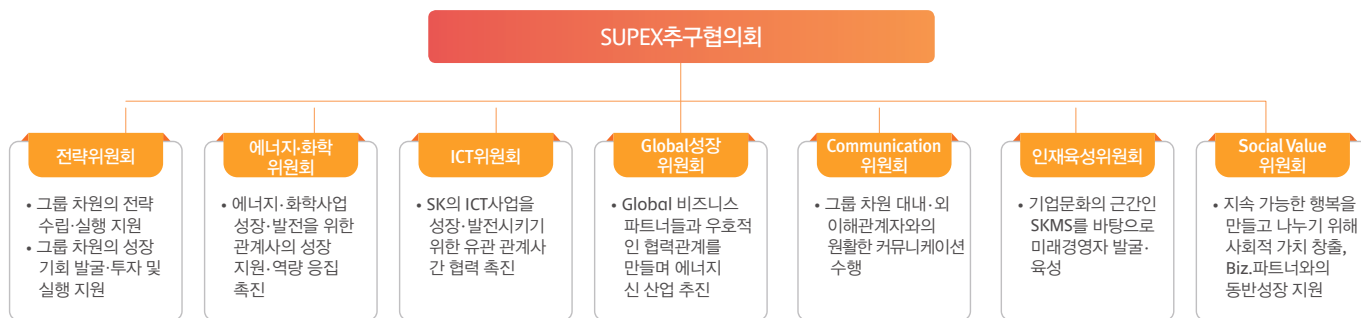 SUPEX추구협의회
전략위원회
• 그룹 차원의 전략
수립·실행 지원
• 그룹 차원의 성장
기회 발굴·투자 및
실행 지원
에너지·화학
위원회
• 에너지·화학사업
성장·발전을 위한
관계사의 성장
지원·역량 응집
촉진
ICT위원회
• SK의 ICT사업을
성장·발전시키기
위한 유관 관계사
간 협력 촉진
Global성장
위원회
• Global 비즈니스
파트너들과 우호적
인 협력관계를
만들며 에너지
신 산업 추진
Communication
위원회
• 그룹 차원 대내·외
이해관계자와의
원활한 커뮤니케이션
수행
인재육성위원회
• 기업문화의 근간인
SKMS를 바탕으로
미래경영자 발굴·
육성
Social Value
위원회
• 지속 가능한 행복을
만들고 나누기 위해
사회적 가치 창출,
Biz.파트너와의
동반성장 지원